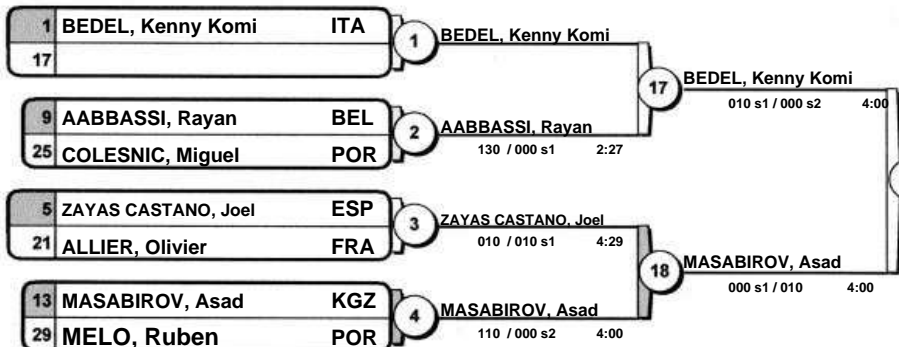 1 BEDEL, Kenny Komi ITA
17
1
BEDEL, Kenny Komi
9 AABBASSI, Rayan BEL
25 COLESNIC, Miguel POR
2
AABBASSI, Rayan
130 / 000 s1 2:27
17
BEDEL, Kenny Komi
010 s1 / 000 s2 4:00
5 ZAYAS CASTANO, Joel ESP
21 ALLIER, Olivier FRA
3
ZAYAS CASTANO, Joel
010 / 010 s1 4:29
13 MASABIROV, Asad KGZ
29 MELO, Ruben POR
4
MASABIROV, Asad
110 / 000 s2 4:00
18
MASABIROV, Asad
000 s1 / 010 4:00